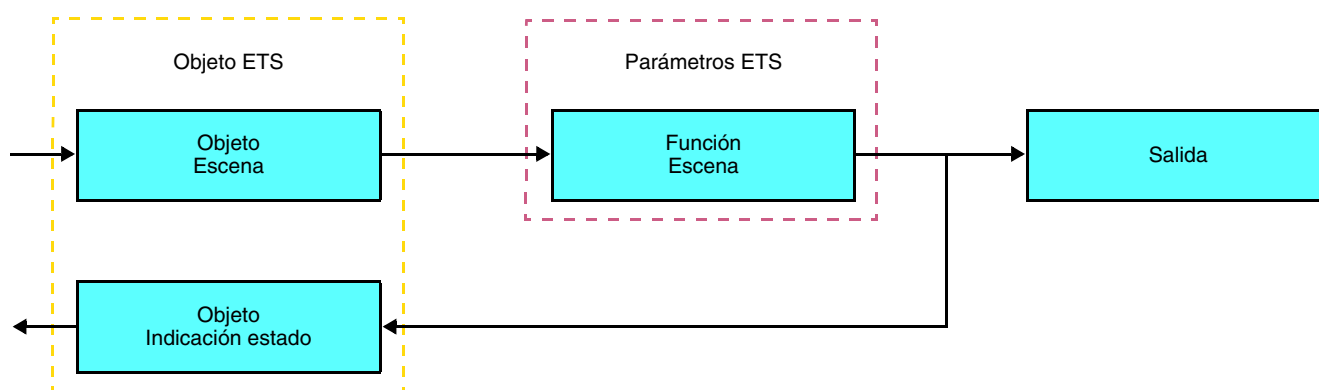 Objeto ETS
Parámetros ETS
Objeto
Escena
Función
Escena
Salida
Objeto
Indicación estado